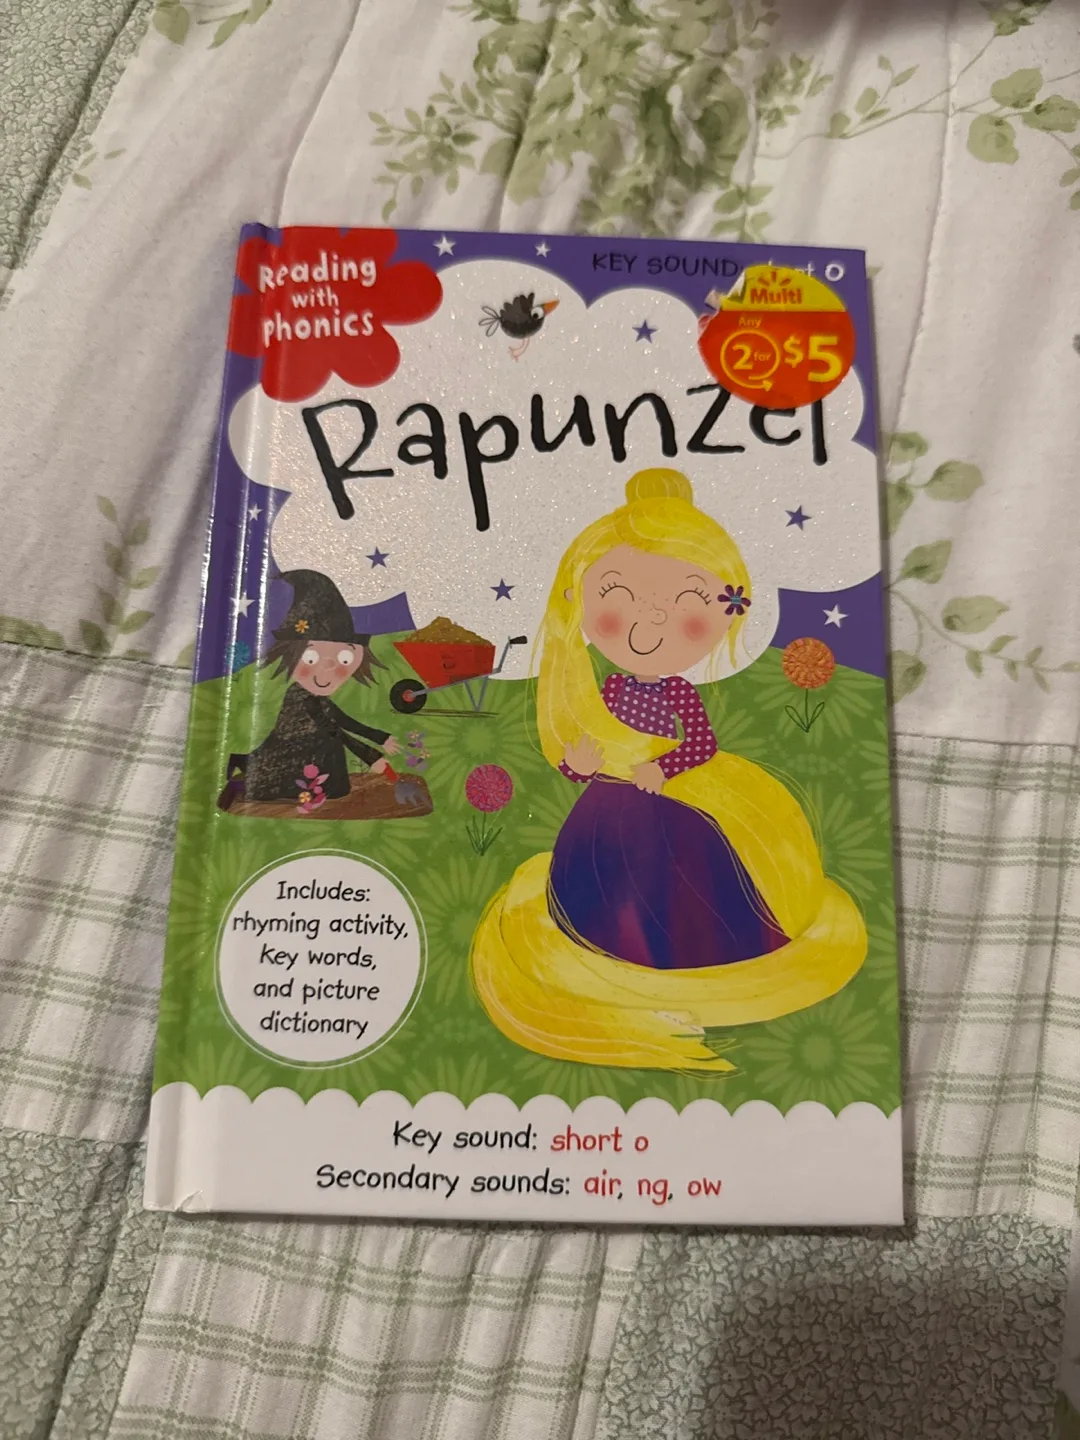 Reading
with
phonics
KEY SOUND: short o
Multi
Any
2 for $5
Rapunzel
Includes:
rhyming activity,
key words,
and picture
dictionary
Key sound: short o
Secondary sounds: air, ng, ow